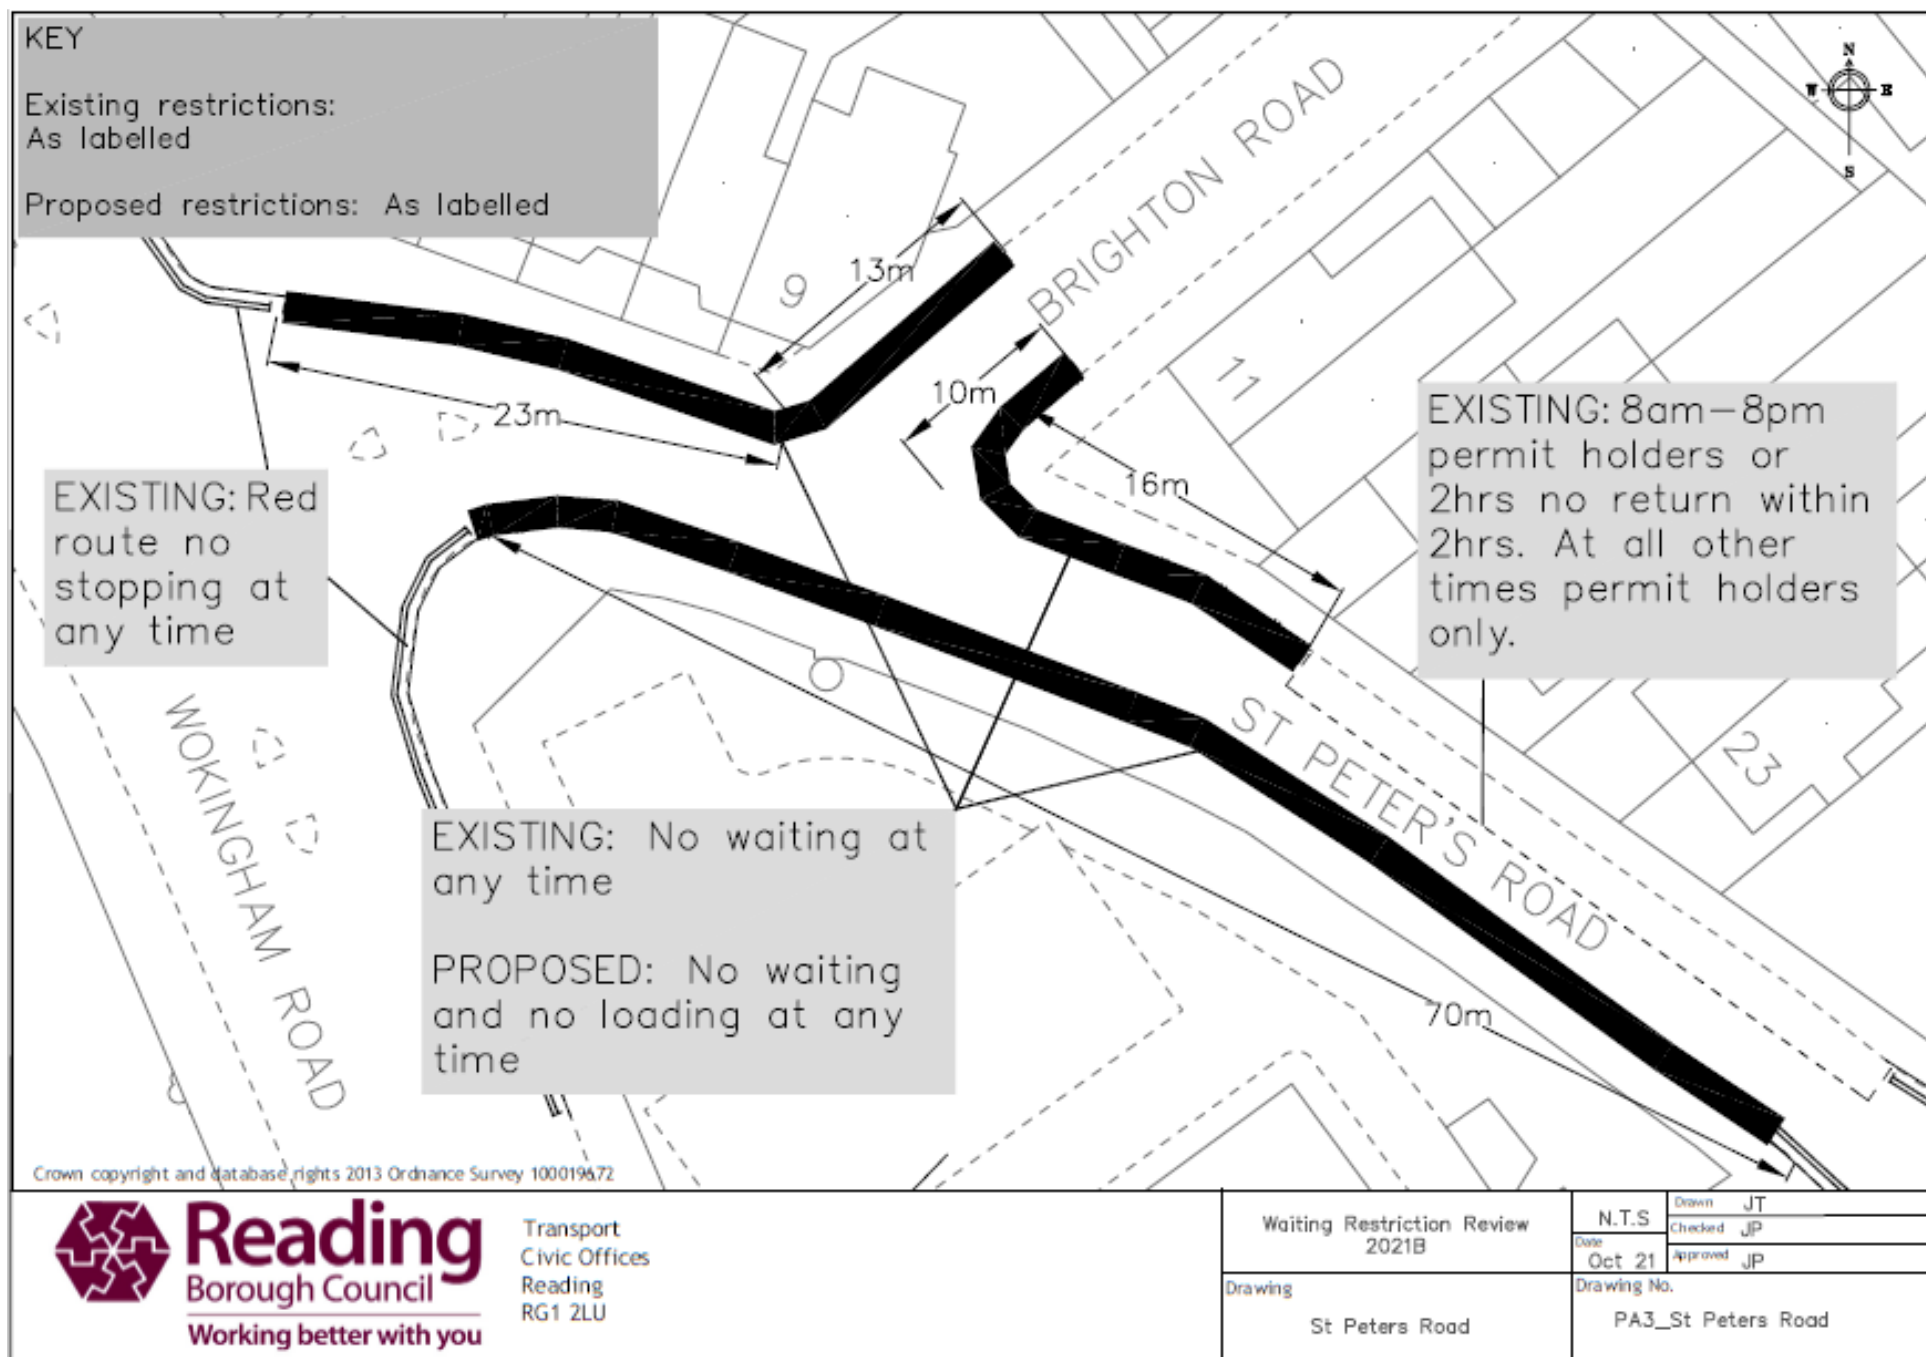 KEY
Existing restrictions:
As labelled
Proposed restrictions: As labelled
N
W
E
S
BRIGHTON ROAD
13m
9
10m
11
23m
16m
EXISTING: 8am-8pm
permit holders or
2hrs no return within
2hrs. At all other
times permit holders
only.
EXISTING: Red
route no
stopping at
any time
WOKINGHAM ROAD
ST PETER'S ROAD
23
EXISTING: No waiting at
any time
PROPOSED: No waiting
and no loading at any
time
70m
Crown copyright and database rights 2013 Ordnance Survey 100019672
Reading
Borough Council
Working better with you
Transport
Civic Offices
Reading
RG1 2LU
Waiting Restriction Review
2021B
N.T.S
Drawn JT
Checked JP
Date
Oct 21
Approved JP
Drawing
St Peters Road
Drawing No.
PA3_St Peters Road